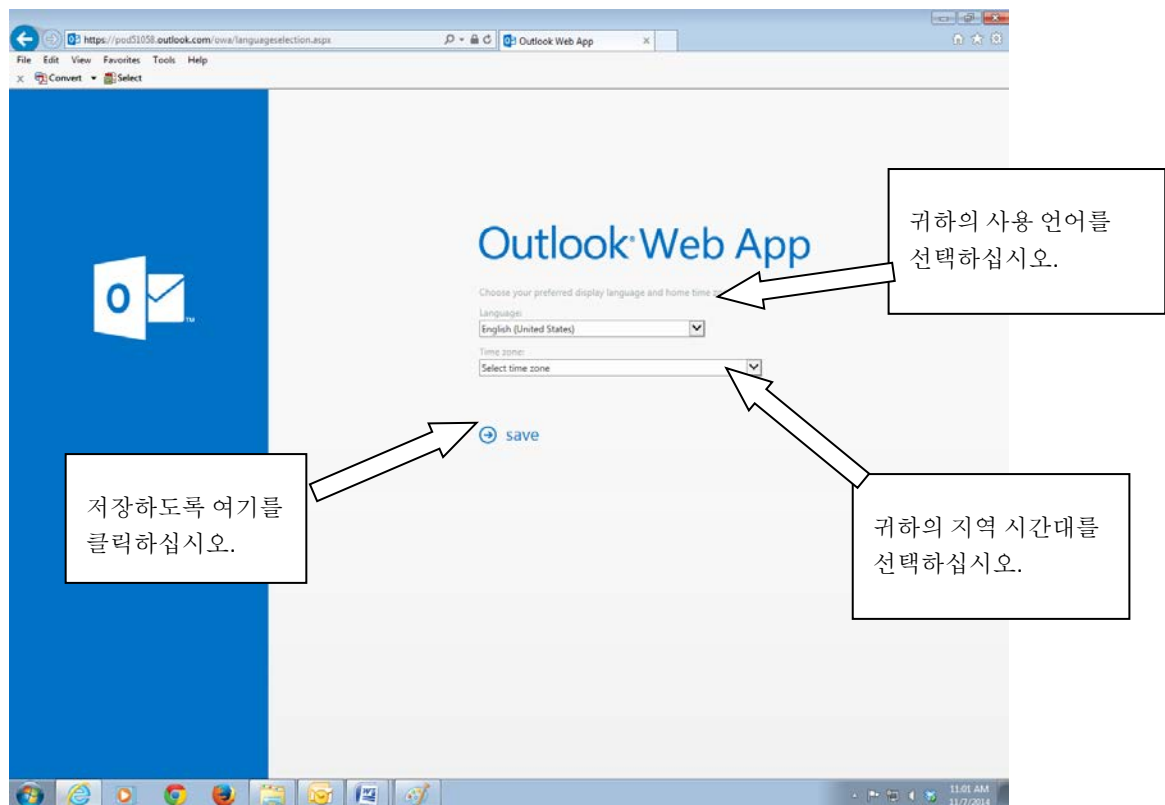 https://pod51058.outlook.com/owa/languageselection.aspx
Outlook Web App
File Edit View Favorites Tools Help
x Convert Select
Outlook Web App
귀하의 사용 언어를
선택하십시오.
Choose your preferred display language and home time
Language:
English (United States)
Time zone:
Select time zone
save
저장하도록 여기를
클릭하십시오.
귀하의 지역 시간대를
선택하십시오.
11:01 AM
11/7/2014